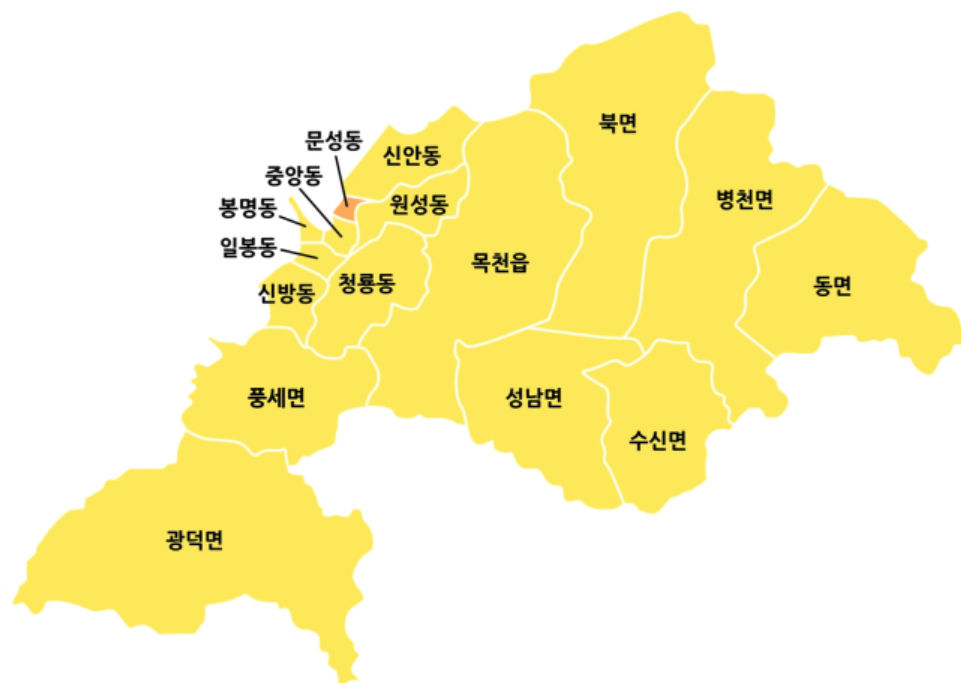 북면
문성동
신안동
중앙동
병천면
원성동
봉명동
일봉동
목천읍
청룡동
동면
신방동
풍세면
성남면
수신면
광덕면